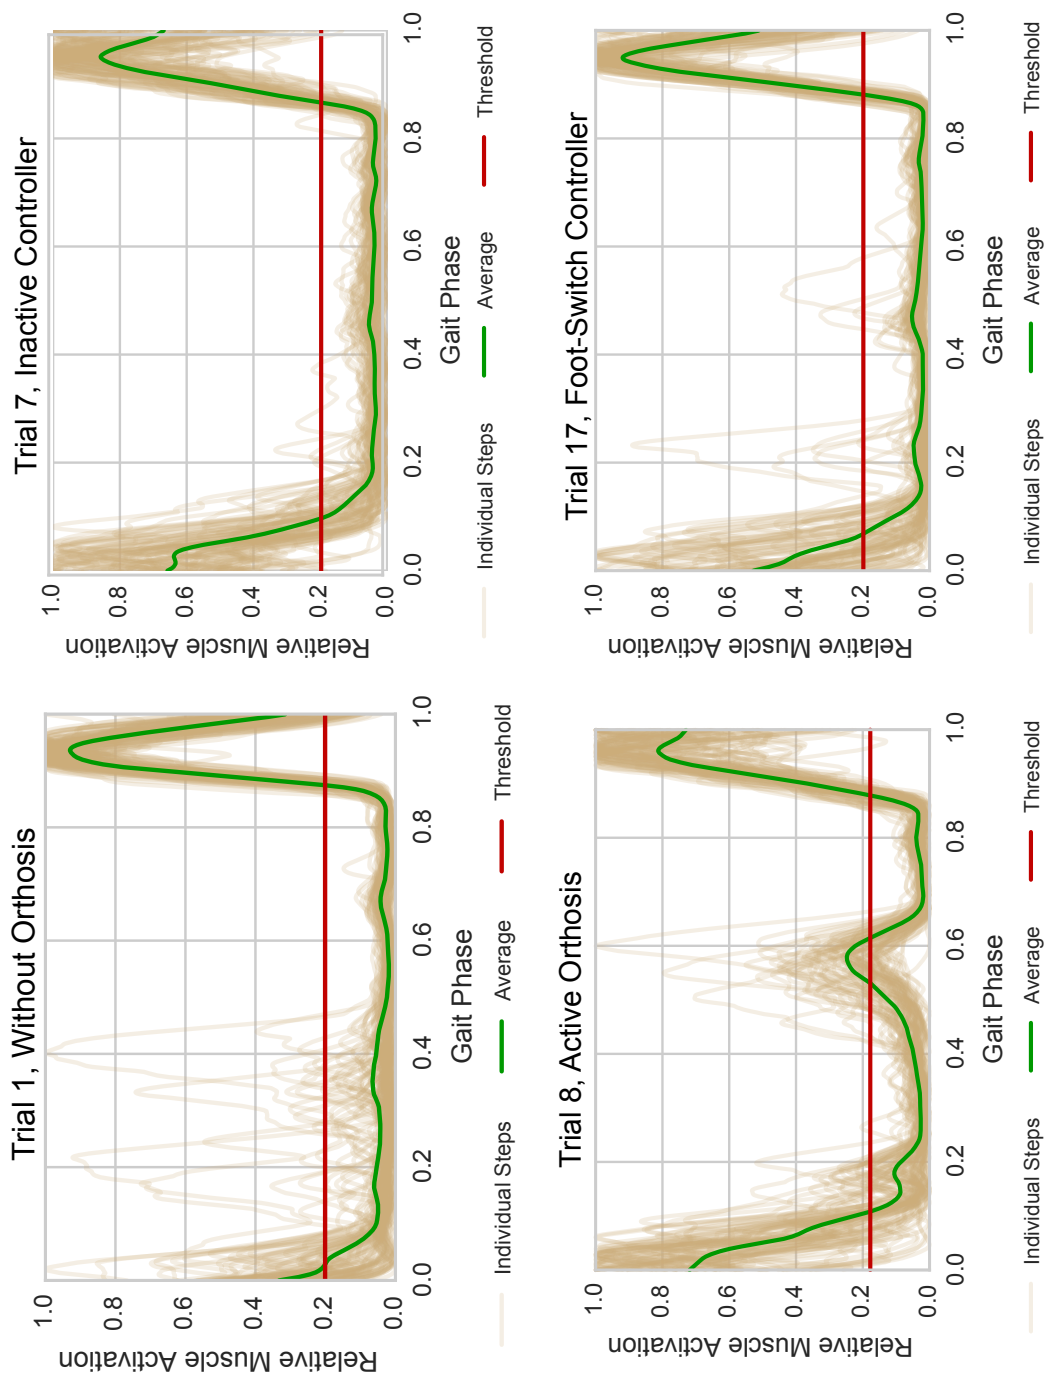 Trial 1, Without Orthosis
Relative Muscle Activation
1.0
0.8
0.6
0.4
0.2
0.0
0.0 0.2 0.4 0.6 0.8 1.0
Gait Phase
Individual Steps Average Threshold
Trial 7, Inactive Controller
Relative Muscle Activation
1.0
0.8
0.6
0.4
0.2
0.0
0.0 0.2 0.4 0.6 0.8 1.0
Gait Phase
Individual Steps Average Threshold
Trial 8, Active Orthosis
Relative Muscle Activation
1.0
0.8
0.6
0.4
0.2
0.0
0.0 0.2 0.4 0.6 0.8 1.0
Gait Phase
Individual Steps Average Threshold
Trial 17, Foot-Switch Controller
Relative Muscle Activation
1.0
0.8
0.6
0.4
0.2
0.0
0.0 0.2 0.4 0.6 0.8 1.0
Gait Phase
Individual Steps Average Threshold